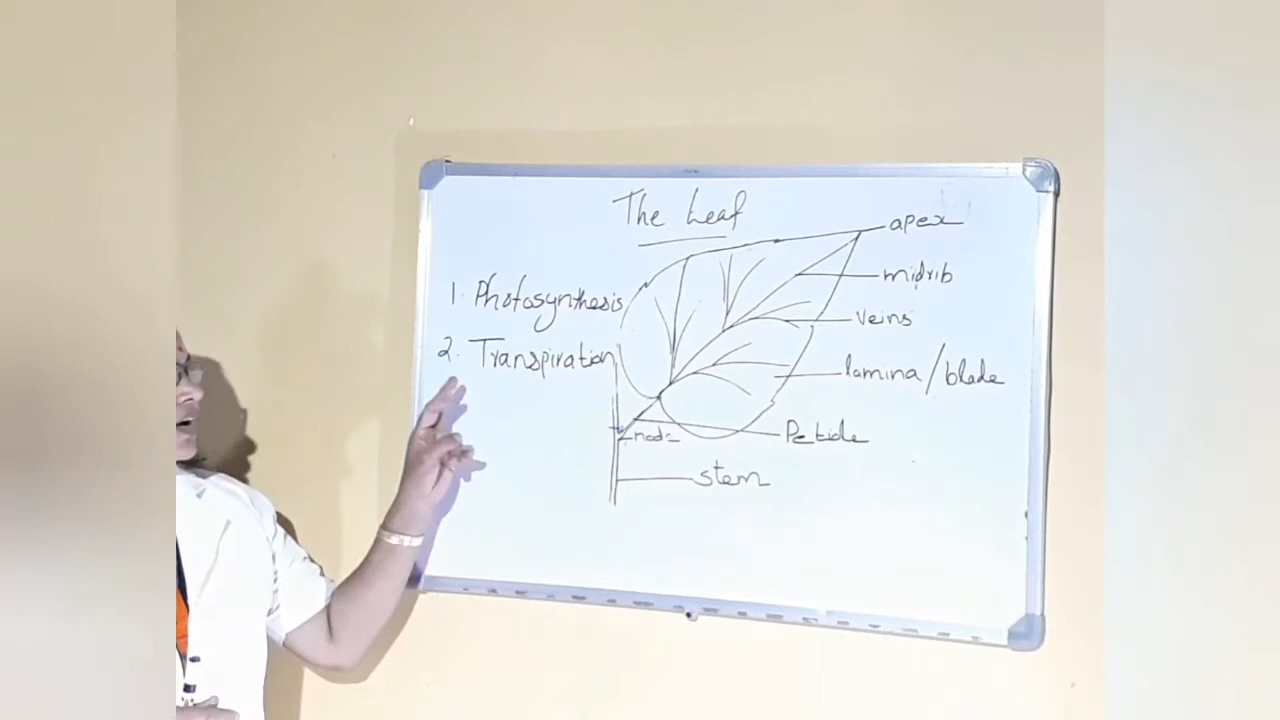 The Leaf
apex
midrib
1. Photosynthesis
veins
2. Transpiration
lamina/blade
node
Petiole
stem